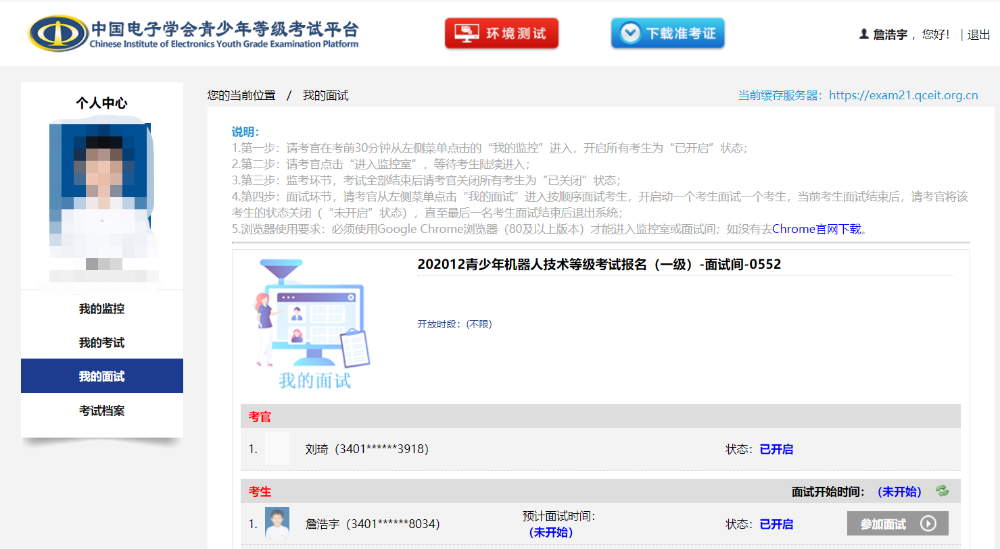 中国电子学会青少年等级考试平台
Chinese Institute of Electronics Youth Grade Examination Platform
环境测试
下载准考证
詹浩宇 ，您好! | 退出
个人中心
我的监控
我的考试
我的面试
考试档案
您的当前位置 / 我的面试
当前缓存服务器：https://exam21.qceit.org.cn
说明：
1.第一步：请考官在考前30分钟从左侧菜单点击的“我的监控”进入，开启所有考生为“已开启”状态；
2.第二步：请考官点击“进入监控室”，等待考生陆续进入；
3.第三步：监考环节，考试全部结束后请考官关闭所有考生为“已关闭”状态；
4.第四步：面试环节，请考官从左侧菜单点击“我的面试”进入按顺序面试考生，开启动一个考生面试一个考生，当前考生面试结束后，请考官将该
考生的状态关闭（“未开启”状态），直至最后一名考生面试结束后退出系统；
5.浏览器使用要求：必须使用Google Chrome浏览器（80及以上版本）才能进入监控室或面试间；如没有去Chrome官网下载。
我的面试
202012青少年机器人技术等级考试报名（一级）-面试间-0552
开放时段：(不限)
考官
1. 刘琦（3401******3918） 状态：已开启
考生 面试开始时间：（未开始）
1. 詹浩宇（3401******8034） 预计面试时间：
（未开始）
状态：已开启 参加面试